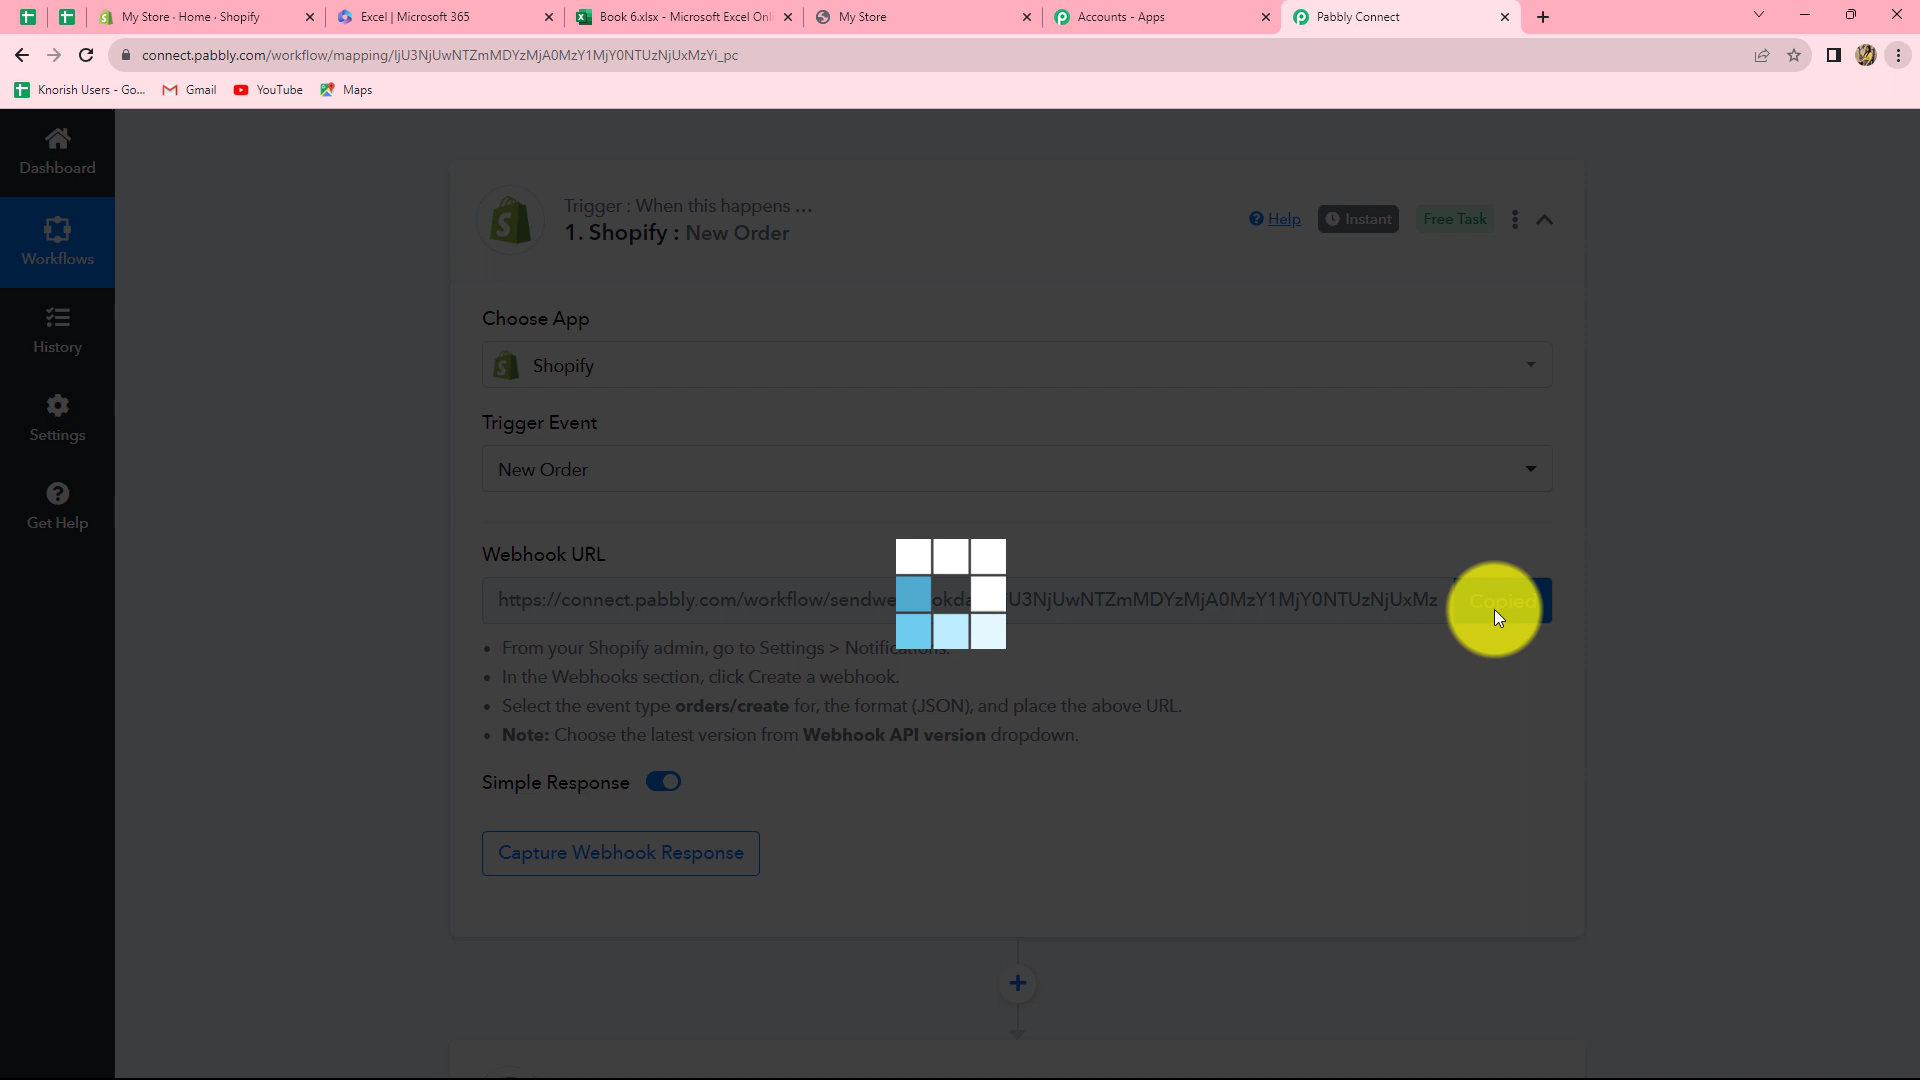 My Store · Home · Shopify
Excel | Microsoft 365
Book 6.xlsx - Microsoft Excel Onli
My Store
Accounts - Apps
Pabbly Connect
connect.pabbly.com/workflow/mapping/IjU3NjUwNTZmMDYzMjA0MzY1MjY0NTUzNjUxMzYi_pc
Knorish Users - Go...
Gmail
YouTube
Maps
Dashboard
Workflows
History
Settings
Get Help
Trigger : When this happens ...
1. Shopify : New Order
Help
Instant
Free Task
Choose App
Shopify
Trigger Event
New Order
Webhook URL
https://connect.pabbly.com/workflow/sendwe okda U3NjUwNTZmMDYzMjA0MzY1MjY0NTUzNjUxMz
Copied
• From your Shopify admin, go to Settings > Notifications.
• In the Webhooks section, click Create a webhook.
• Select the event type orders/create for, the format (JSON), and place the above URL.
• Note: Choose the latest version from Webhook API version dropdown.
Simple Response
Capture Webhook Response